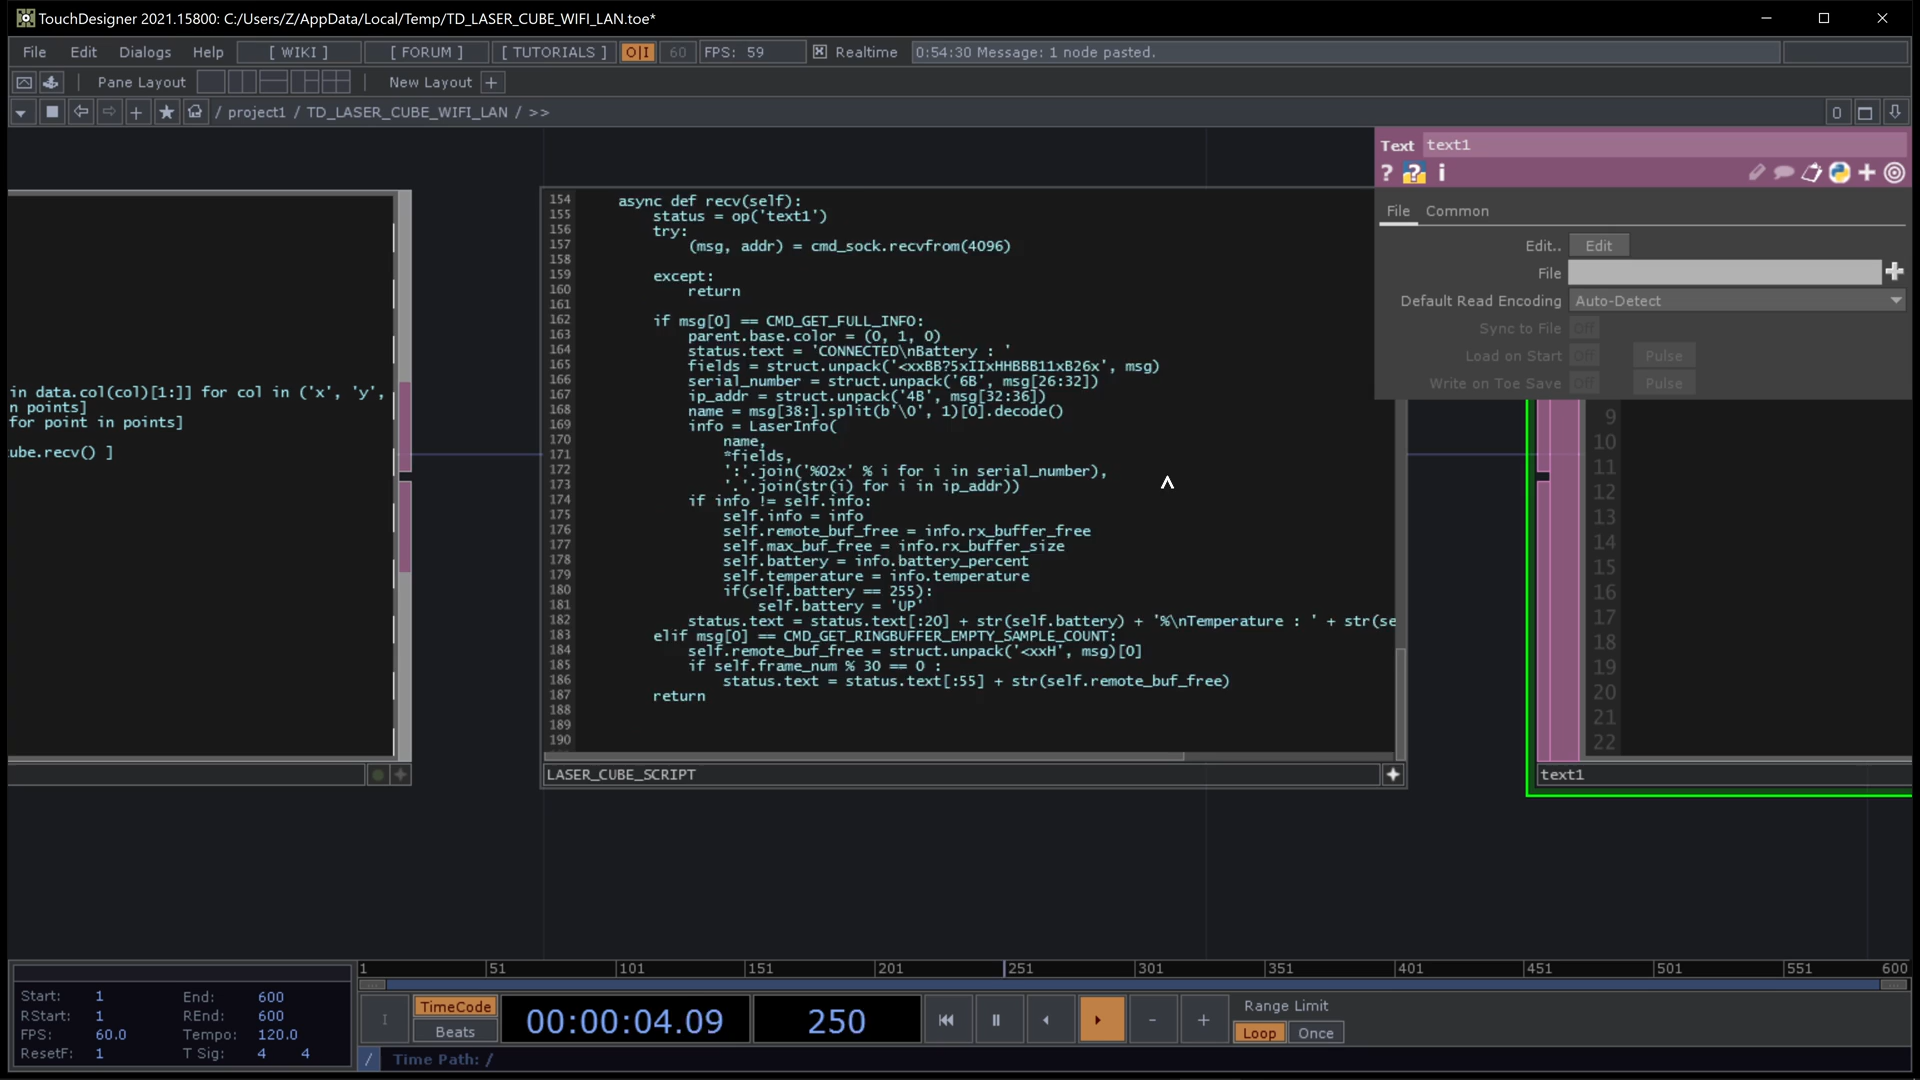 TouchDesigner 2021.15800: C:/Users/Z/AppData/Local/Temp/TD_LASER_CUBE_WIFI_LAN.toe*
File Edit Dialogs Help [ WIKI ] [ FORUM ] [ TUTORIALS ] O|I 60 FPS: 59 Realtime 0:54:30 Message: 1 node pasted.
Pane Layout New Layout +
/ project1 / TD_LASER_CUBE_WIFI_LAN / >> 0
Text text1
? ? i
File Common
Edit.. Edit
File
Default Read Encoding Auto-Detect
Sync to File Off
Load on Start Off Pulse
Write on Toe Save Off Pulse
in data.col(col)[1:]] for col in ('x', 'y',
n points]
for point in points]
ube.recv() ]
154 async def recv(self):
155 status = op('text1')
156 try:
157 (msg, addr) = cmd_sock.recvfrom(4096)
158
159 except:
160 return
161
162 if msg[0] == CMD_GET_FULL_INFO:
163 parent.base.color = (0, 1, 0)
164 status.text = 'CONNECTED\nBattery : '
165 fields = struct.unpack('<xxBB?5xIIxHHBBB11xB26x', msg)
166 serial_number = struct.unpack('6B', msg[26:32])
167 ip_addr = struct.unpack('4B', msg[32:36])
168 name = msg[38:].split(b'\0', 1)[0].decode()
169 info = LaserInfo(
170 name,
171 *fields,
172 ':'.join('%02x' % i for i in serial_number),
173 '.'.join(str(i) for i in ip_addr))
174 if info != self.info:
175 self.info = info
176 self.remote_buf_free = info.rx_buffer_free
177 self.max_buf_free = info.rx_buffer_size
178 self.battery = info.battery_percent
179 self.temperature = info.temperature
180 if(self.battery == 255):
181 self.battery = 'UP'
182 status.text = status.text[:20] + str(self.battery) + '%\nTemperature : ' + str(se
183 elif msg[0] == CMD_GET_RINGBUFFER_EMPTY_SAMPLE_COUNT:
184 self.remote_buf_free = struct.unpack('<xxH', msg)[0]
185 if self.frame_num % 30 == 0 :
186 status.text = status.text[:55] + str(self.remote_buf_free)
187 return
188
189
190
LASER_CUBE_SCRIPT
9
10
11
12
13
14
15
16
17
18
19
20
21
22
text1
1 51 101 151 201 251 301 351 401 451 501 551 600
Start: 1 End: 600
RStart: 1 REnd: 600
FPS: 60.0 Tempo: 120.0
ResetF: 1 T Sig: 4 4
I TimeCode Beats 00:00:04.09 250 - +
Range Limit
Loop Once
/ Time Path: /